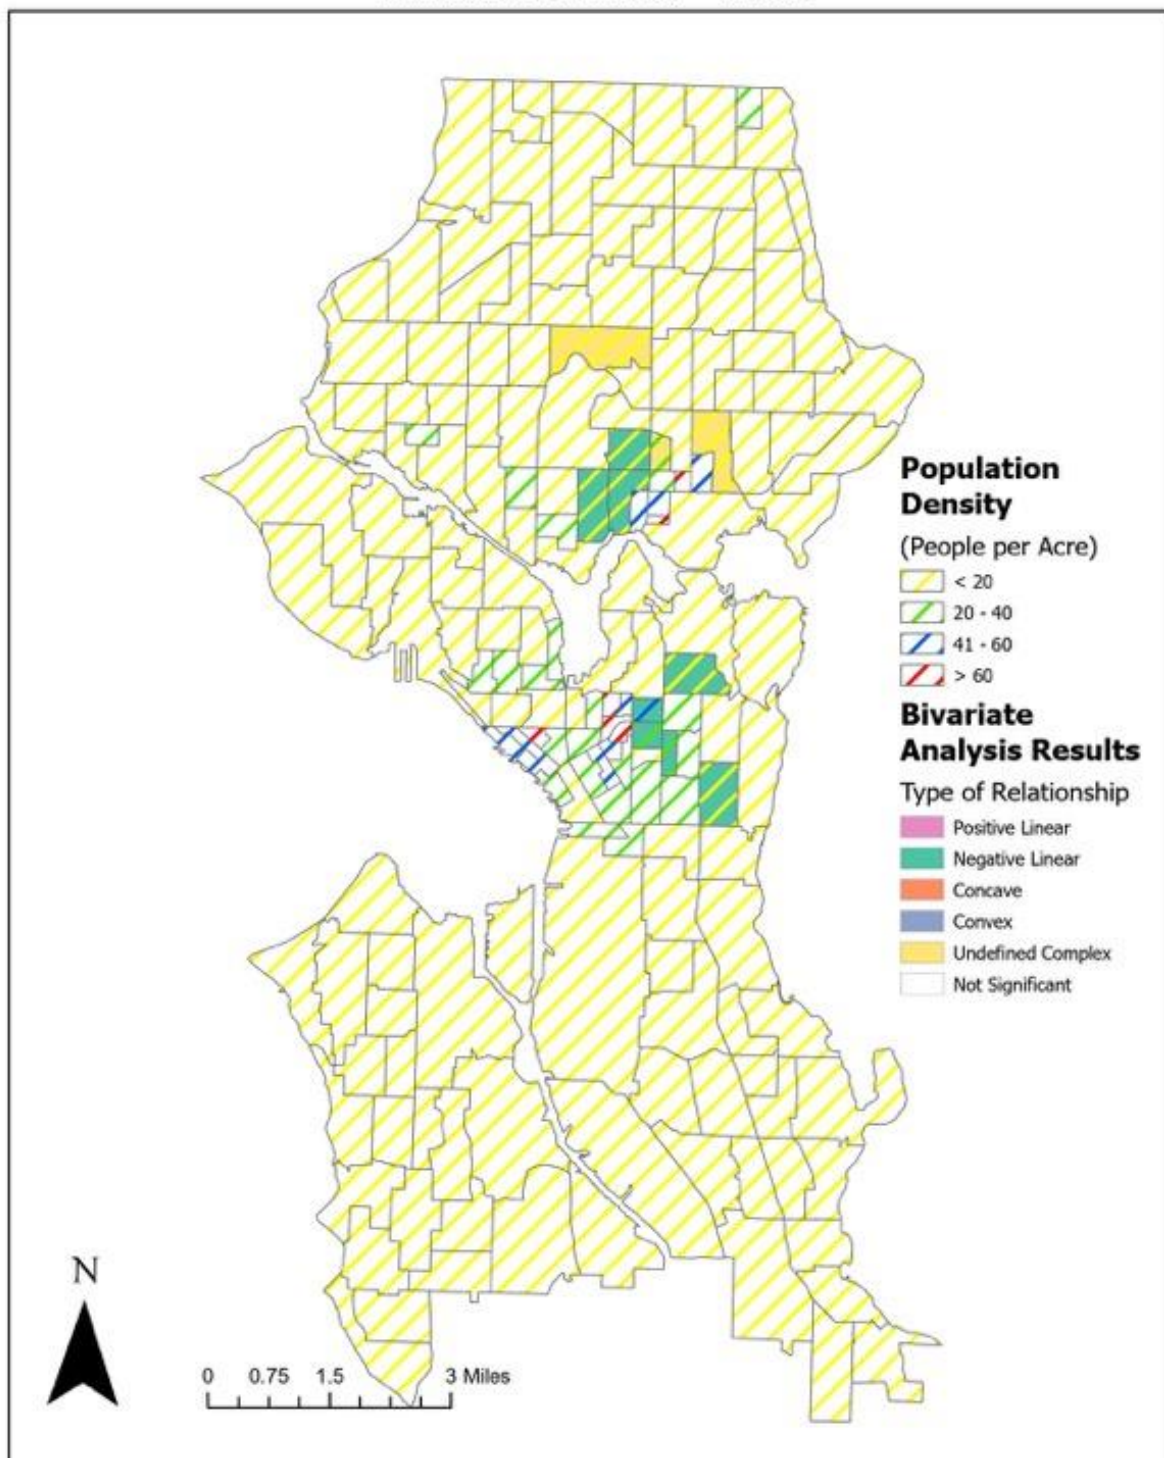 Population
Density
(People per Acre)
< 20
20 - 40
41 - 60
> 60
Bivariate
Analysis Results
Type of Relationship
Positive Linear
Negative Linear
Concave
Convex
Undefined Complex
Not Significant
N
0 0.75 1.5 3 Miles